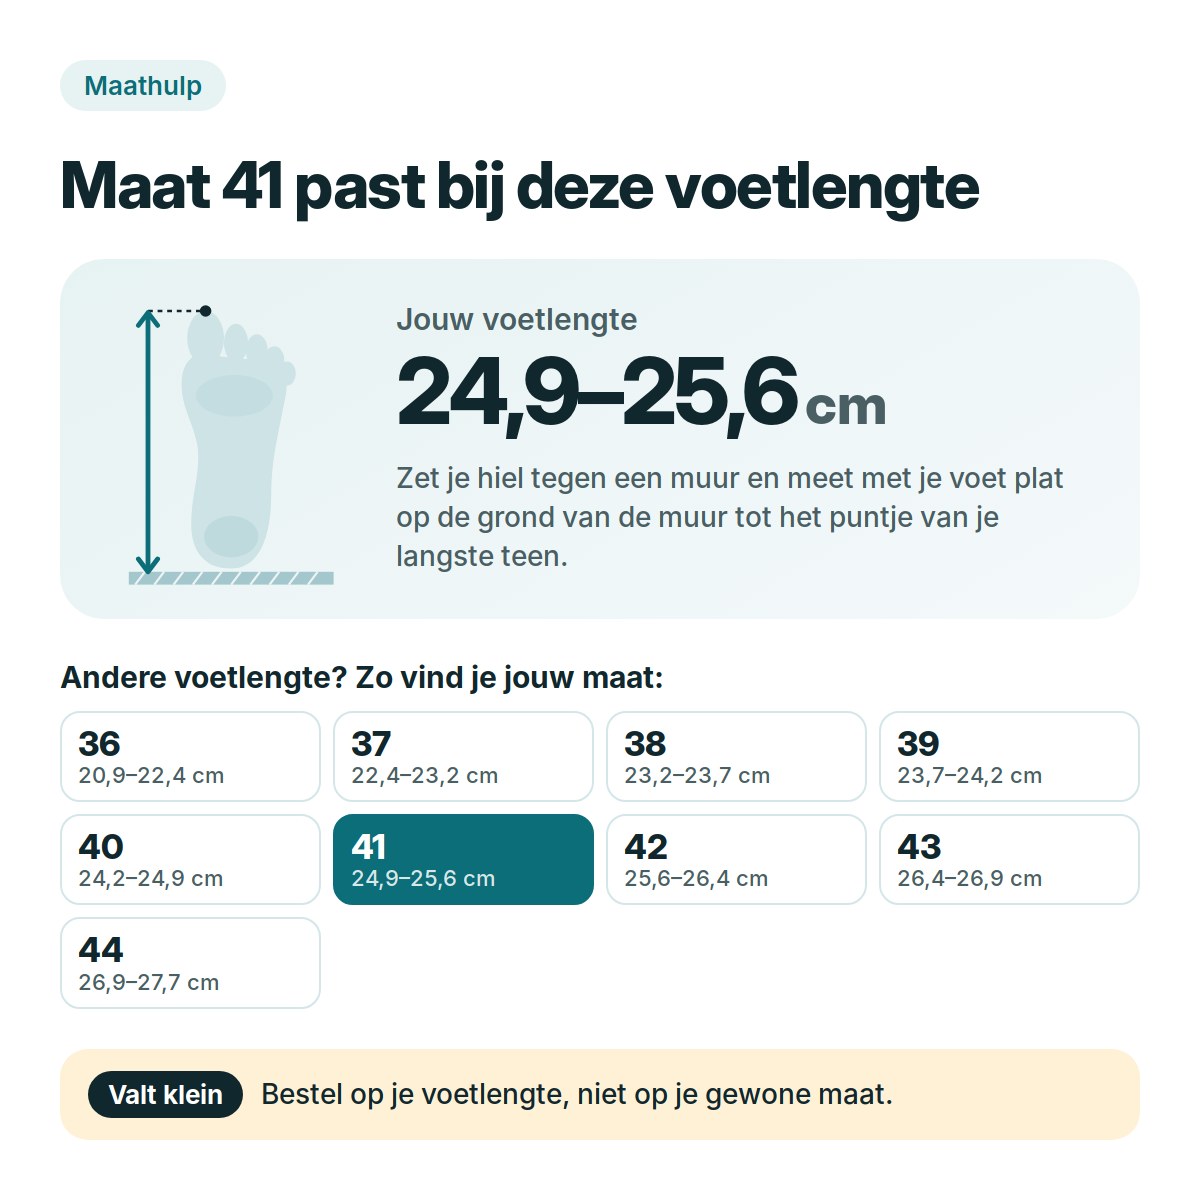 Maathulp
Maat 41 past bij deze voetlengte
Jouw voetlengte
24,9–25,6 cm
Zet je hiel tegen een muur en meet met je voet plat
op de grond van de muur tot het puntje van je
langste teen.
Andere voetlengte? Zo vind je jouw maat:
36
20,9–22,4 cm
37
22,4–23,2 cm
38
23,2–23,7 cm
39
23,7–24,2 cm
40
24,2–24,9 cm
41
24,9–25,6 cm
42
25,6–26,4 cm
43
26,4–26,9 cm
44
26,9–27,7 cm
Valt klein Bestel op je voetlengte, niet op je gewone maat.